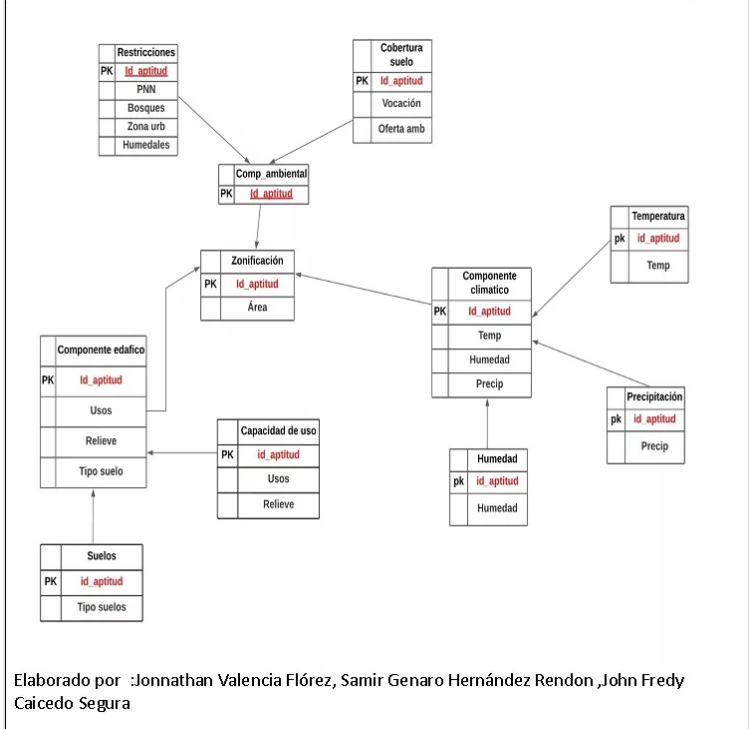 Restricciones
PK Id_aptitud
PNN
Bosques
Zona urb
Humedales
Cobertura
suelo
PK Id_aptitud
Vocación
Oferta amb
Comp_ambiental
PK Id_aptitud
Zonificación
PK Id_aptitud
Área
Temperatura
pk id_aptitud
Temp
Componente
climatico
PK Id_aptitud
Temp
Humedad
Precip
Componente edafico
PK Id_aptitud
Usos
Relieve
Tipo suelo
Capacidad de uso
PK id_aptitud
Usos
Relieve
Precipitación
pk id_aptitud
Precip
Humedad
pk id_aptitud
Humedad
Suelos
PK id_aptitud
Tipo suelos
Elaborado por :Jonnathan Valencia Flórez, Samir Genaro Hernández Rendon ,John Fredy
Caicedo Segura